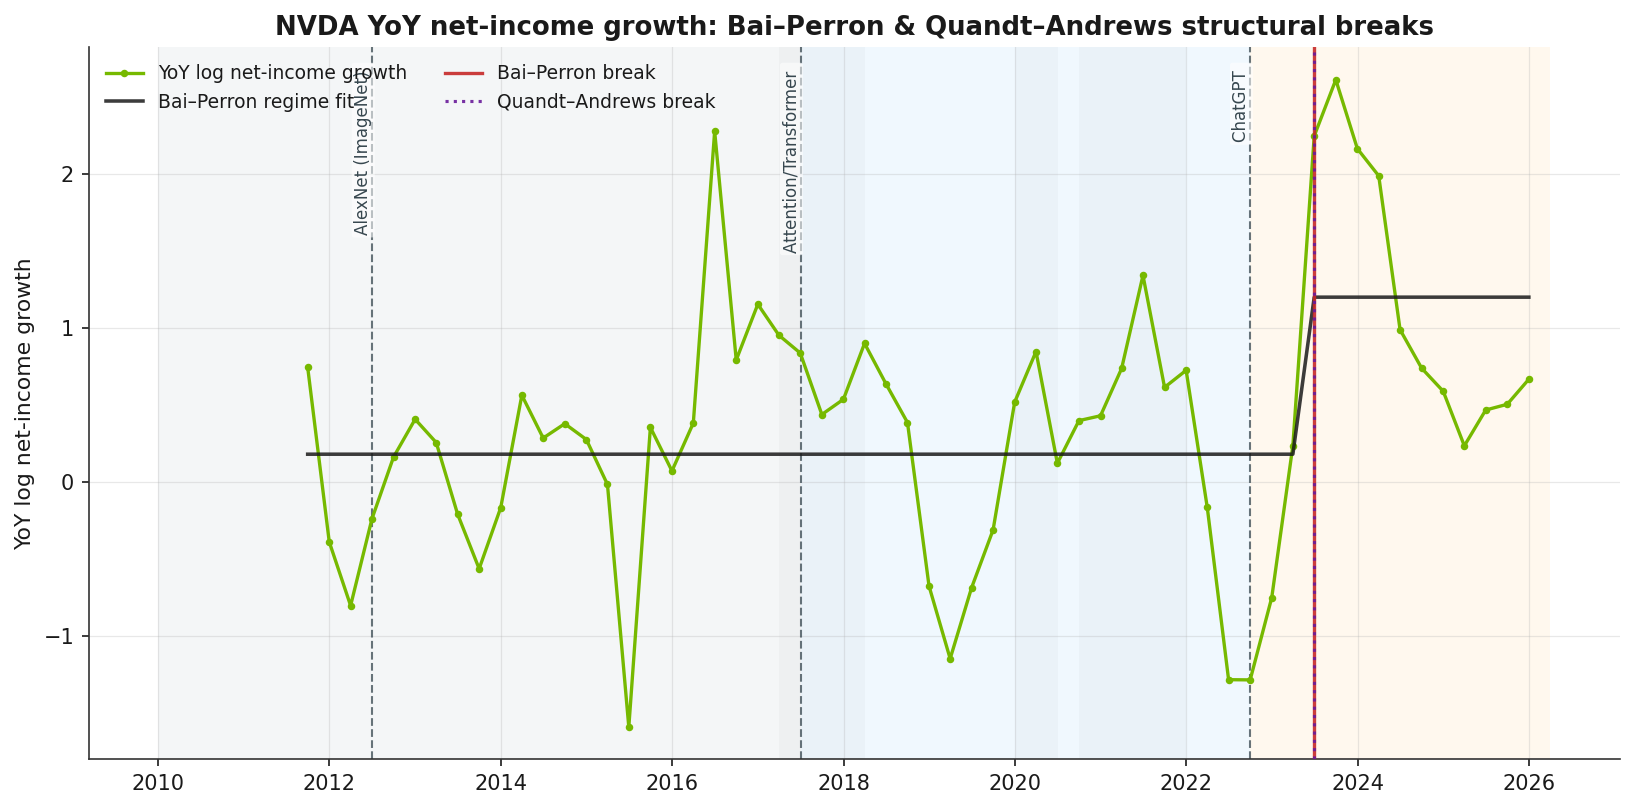 NVDA YoY net-income growth: Bai–Perron & Quandt–Andrews structural breaks
YoY log net-income growth
Bai–Perron regime fit
Bai–Perron break
Quandt–Andrews break
AlexNet (ImageNet)
Attention/Transformer
ChatGPT
YoY log net-income growth
2
1
0
−1
2010
2012
2014
2016
2018
2020
2022
2024
2026